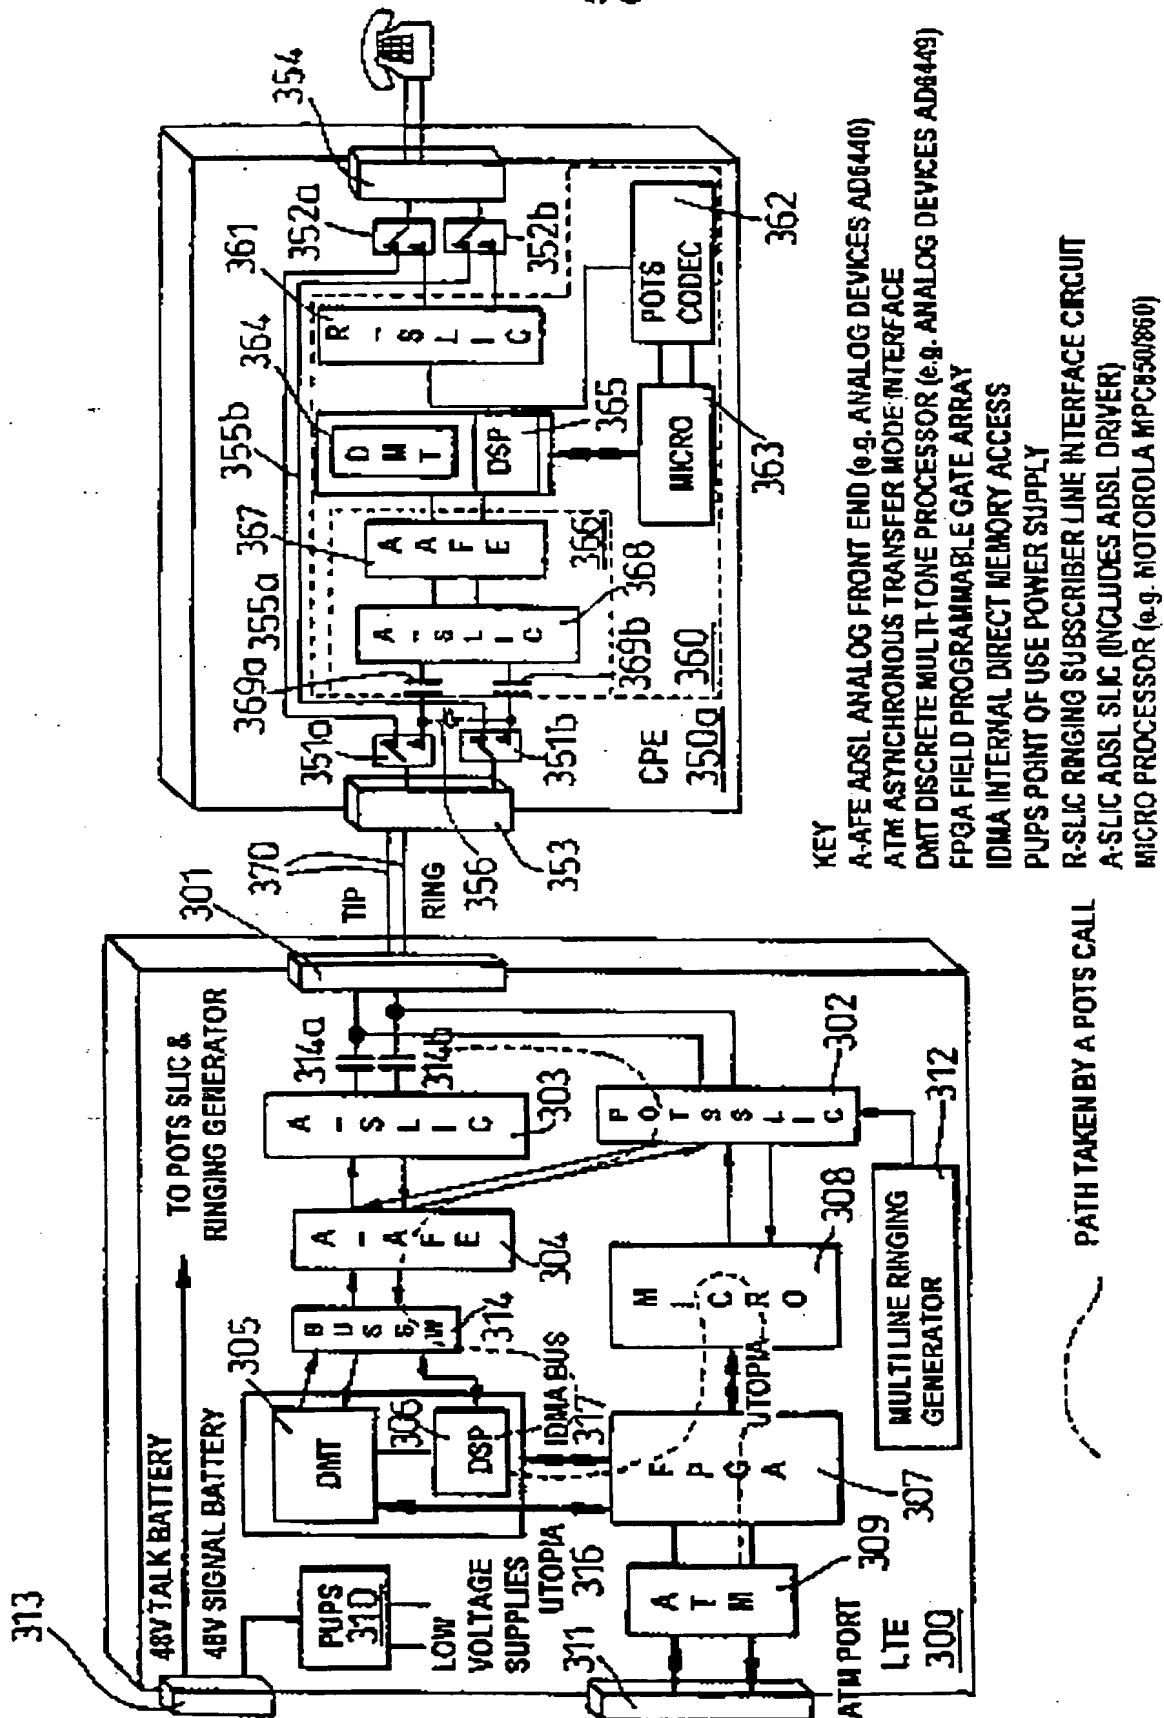 313
48V TALK BATTERY
48V SIGNAL BATTERY
TO POTS SLIC &
RINGING GENERATOR
301
314a
314b
A-SLIC
303
A-AFE
304
305
BUSSW
314
DMT
306
DSP
IDMA BUS
317
PUPS
310
LOW
VOLTAGE
SUPPLIES
UTOPIA
316
311
ATM PORT
ATM
309
FPGA
307
UTOPIA
MICRO
308
POTS SLIC
302
312
MULTI LINE RINGING
GENERATOR
LTE
300
TIP
370
RING
356
353
351a
351b
369a
369b
355a
355b
A-SLIC
368
367
A-AFE
366
364
DMT
DSP
365
361
R-SLIC
352a
352b
354
POTS
CODEC
362
MICRO
363
360
CPE
350a
PATH TAKEN BY A POTS CALL
KEY
A-AFE ADSL ANALOG FRONT END (e.g. ANALOG DEVICES AD6440)
ATM ASYNCHRONOUS TRANSFER MODE INTERFACE
DMT DISCRETE MULTI-TONE PROCESSOR (e.g. ANALOG DEVICES AD6449)
FPGA FIELD PROGRAMMABLE GATE ARRAY
IDMA INTERNAL DIRECT MEMORY ACCESS
PUPS POINT OF USE POWER SUPPLY
R-SLIC RINGING SUBSCRIBER LINE INTERFACE CIRCUIT
A-SLIC ADSL SLIC (INCLUDES ADSL DRIVER)
MICRO PROCESSOR (e.g. MOTOROLA MPC850/860)